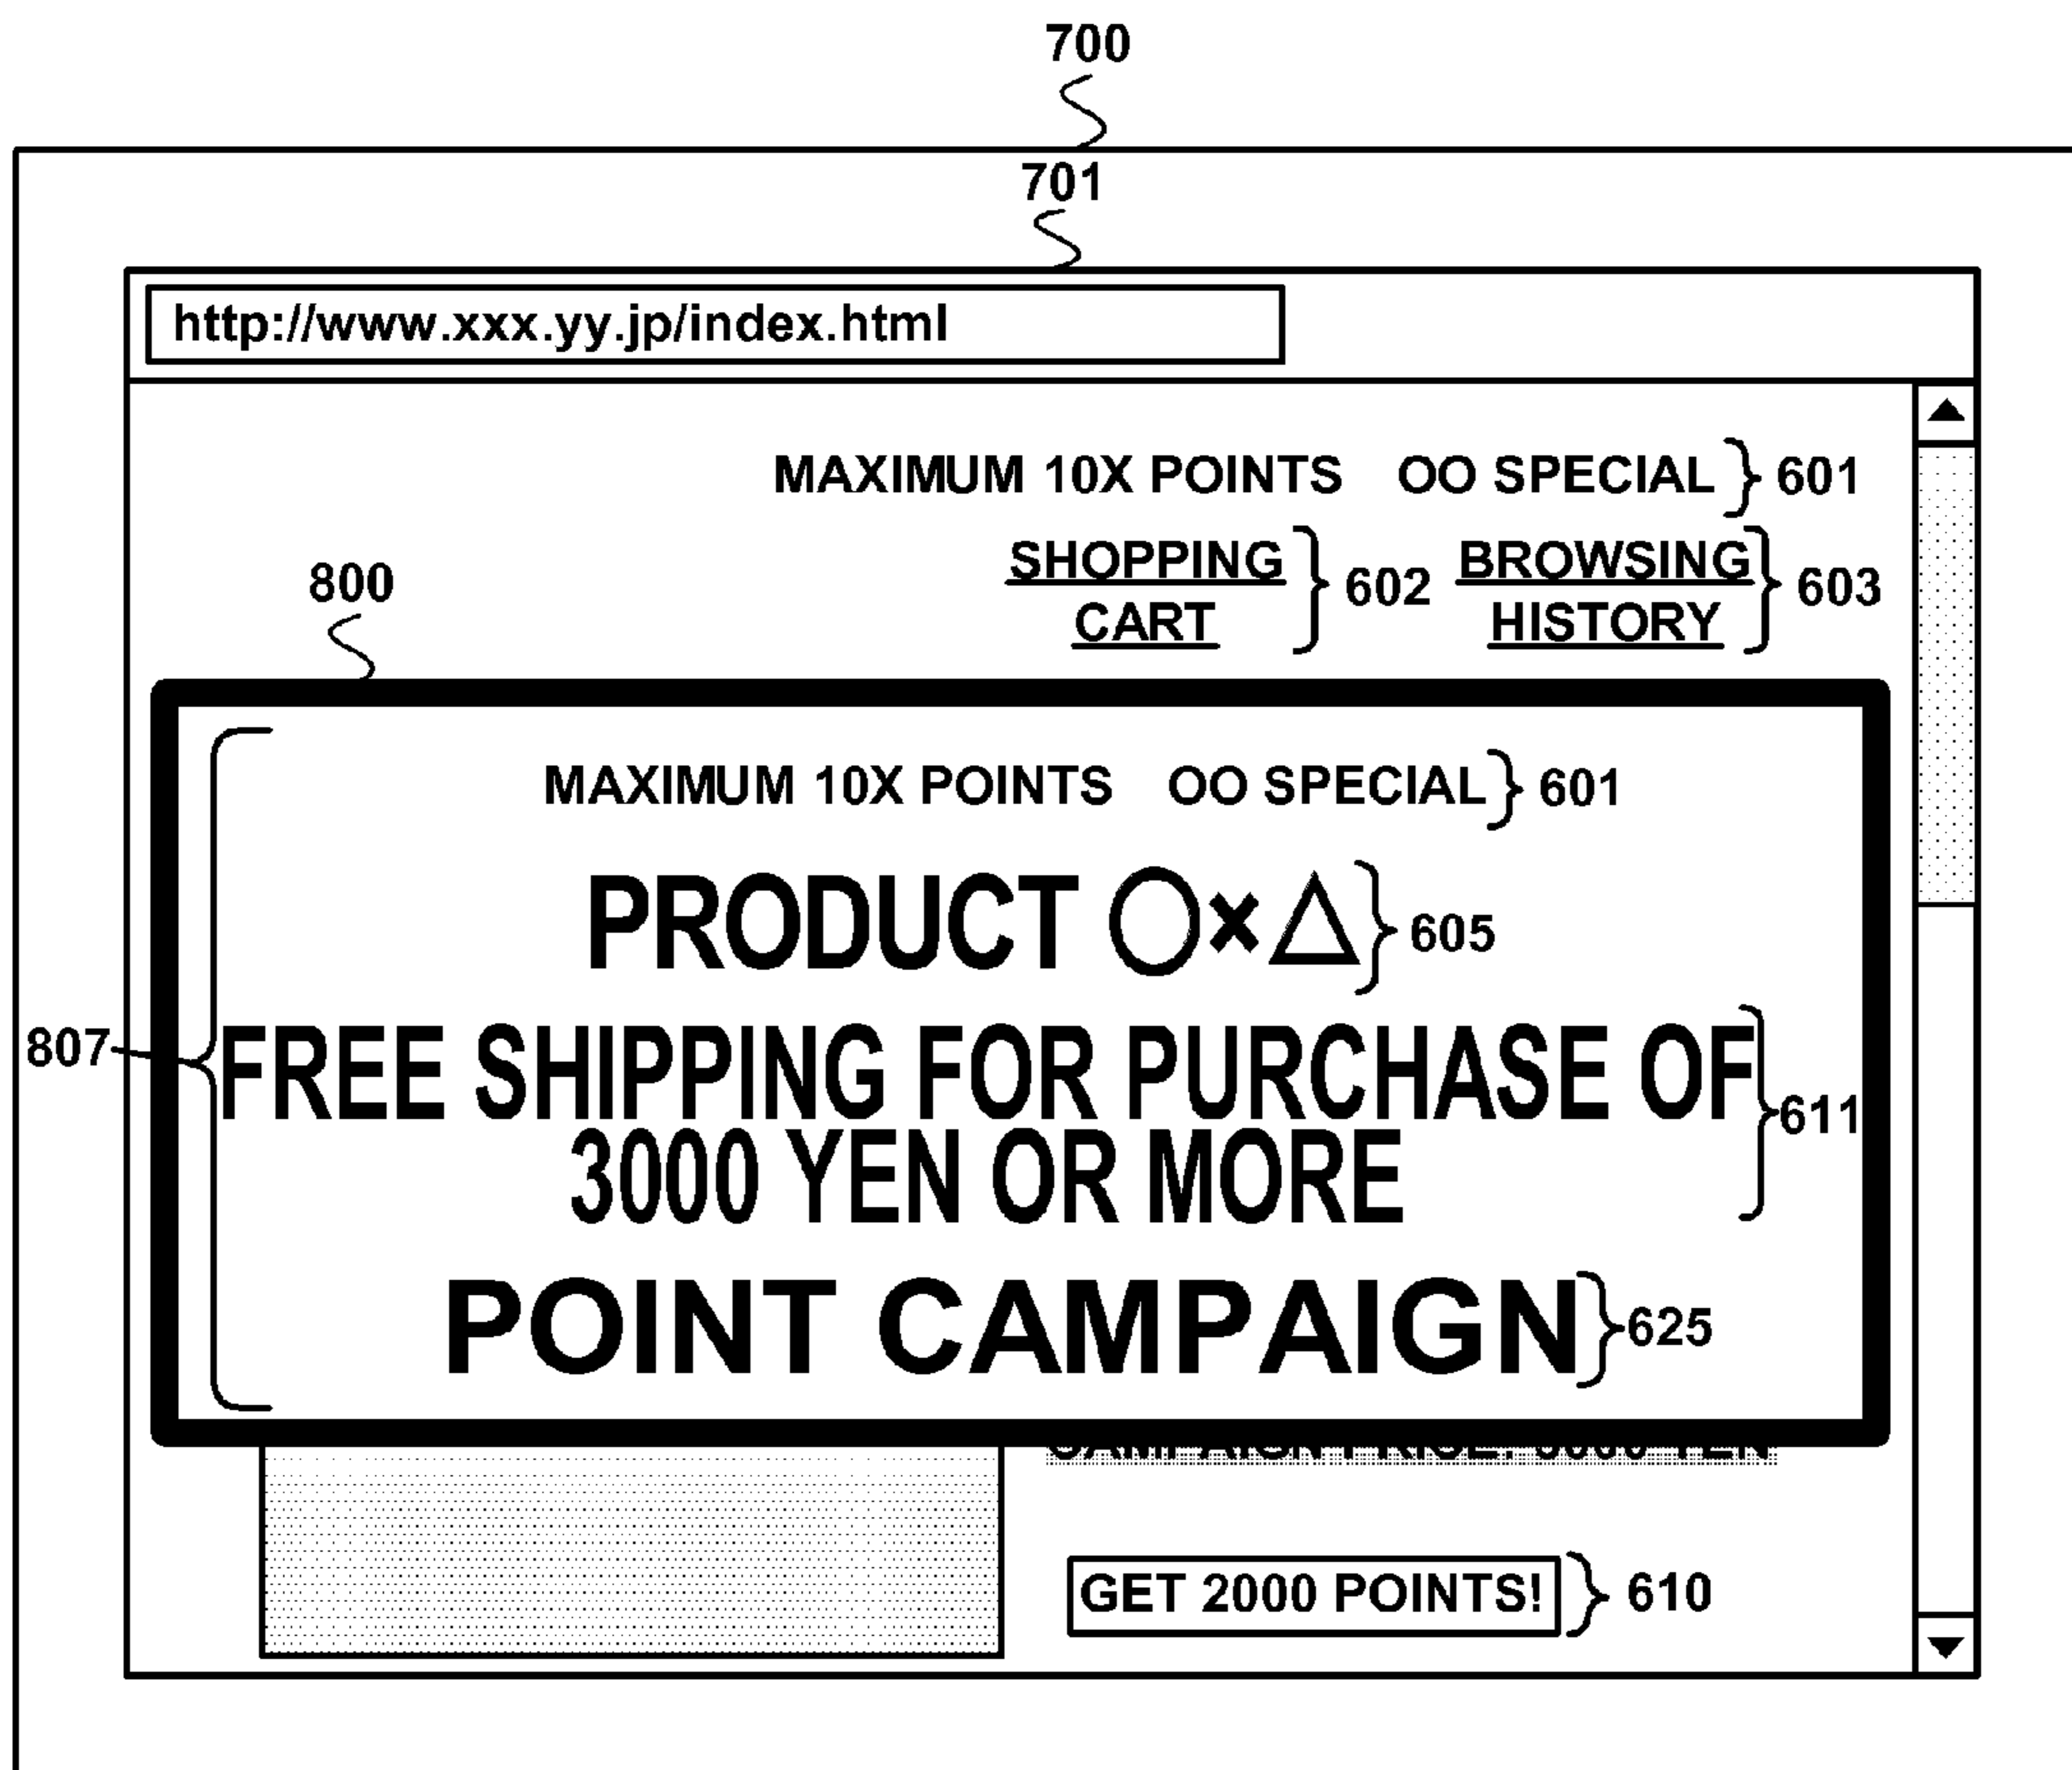 700
701
http://www.xxx.yy.jp/index.html
MAXIMUM 10X POINTS OO SPECIAL 601
SHOPPING CART 602
BROWSING HISTORY 603
800
MAXIMUM 10X POINTS OO SPECIAL 601
PRODUCT ○×△ 605
807
FREE SHIPPING FOR PURCHASE OF
3000 YEN OR MORE 611
POINT CAMPAIGN 625
GET 2000 POINTS! 610